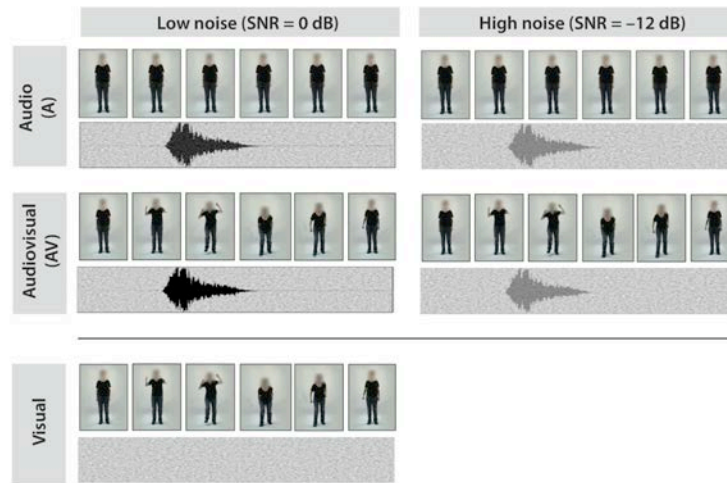 Low noise (SNR = 0 dB)
High noise (SNR = –12 dB)
Audio
(A)
Audiovisual
(AV)
Visual